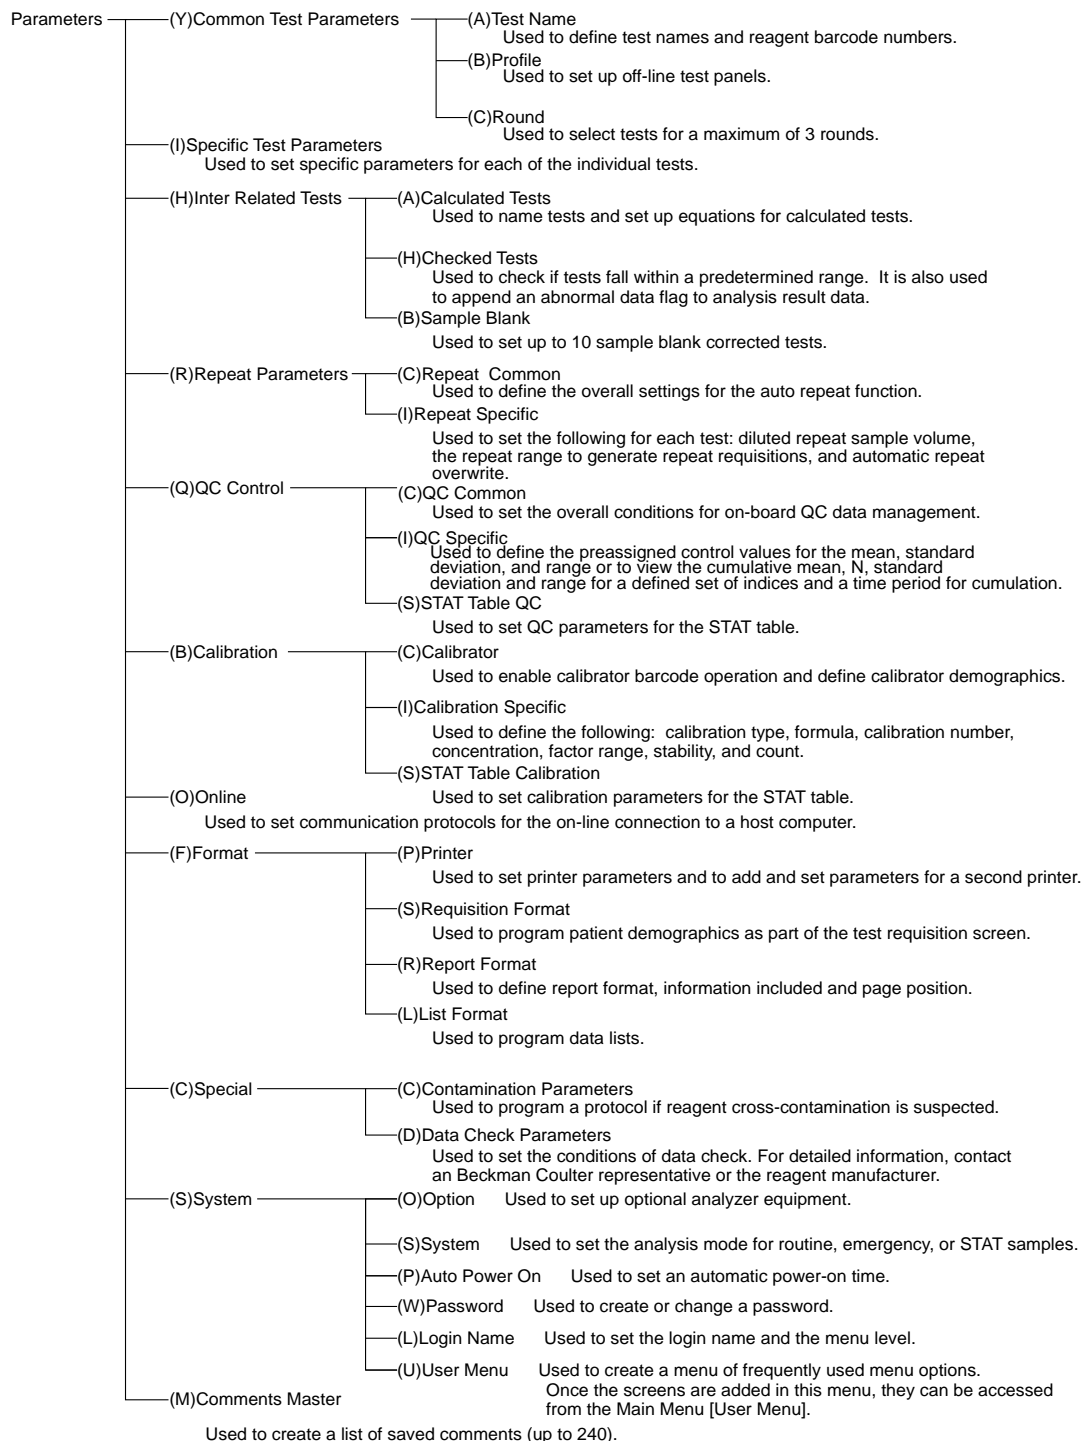 Parameters
(Y)Common Test Parameters
(A)Test Name
Used to define test names and reagent barcode numbers.
(B)Profile
Used to set up off-line test panels.
(C)Round
Used to select tests for a maximum of 3 rounds.
(I)Specific Test Parameters
Used to set specific parameters for each of the individual tests.
(H)Inter Related Tests
(A)Calculated Tests
Used to name tests and set up equations for calculated tests.
(H)Checked Tests
Used to check if tests fall within a predetermined range. It is also used
to append an abnormal data flag to analysis result data.
(B)Sample Blank
Used to set up to 10 sample blank corrected tests.
(R)Repeat Parameters
(C)Repeat Common
Used to define the overall settings for the auto repeat function.
(I)Repeat Specific
Used to set the following for each test: diluted repeat sample volume,
the repeat range to generate repeat requisitions, and automatic repeat
overwrite.
(Q)QC Control
(C)QC Common
Used to set the overall conditions for on-board QC data management.
(I)QC Specific
Used to define the preassigned control values for the mean, standard
deviation, and range or to view the cumulative mean, N, standard
deviation and range for a defined set of indices and a time period for cumulation.
(S)STAT Table QC
Used to set QC parameters for the STAT table.
(B)Calibration
(C)Calibrator
Used to enable calibrator barcode operation and define calibrator demographics.
(I)Calibration Specific
Used to define the following: calibration type, formula, calibration number,
concentration, factor range, stability, and count.
(S)STAT Table Calibration
Used to set calibration parameters for the STAT table.
(O)Online
Used to set communication protocols for the on-line connection to a host computer.
(F)Format
(P)Printer
Used to set printer parameters and to add and set parameters for a second printer.
(S)Requisition Format
Used to program patient demographics as part of the test requisition screen.
(R)Report Format
Used to define report format, information included and page position.
(L)List Format
Used to program data lists.
(C)Special
(C)Contamination Parameters
Used to program a protocol if reagent cross-contamination is suspected.
(D)Data Check Parameters
Used to set the conditions of data check. For detailed information, contact
an Beckman Coulter representative or the reagent manufacturer.
(S)System
(O)Option Used to set up optional analyzer equipment.
(S)System Used to set the analysis mode for routine, emergency, or STAT samples.
(P)Auto Power On Used to set an automatic power-on time.
(W)Password Used to create or change a password.
(L)Login Name Used to set the login name and the menu level.
(U)User Menu Used to create a menu of frequently used menu options.
Once the screens are added in this menu, they can be accessed
from the Main Menu [User Menu].
(M)Comments Master
Used to create a list of saved comments (up to 240).